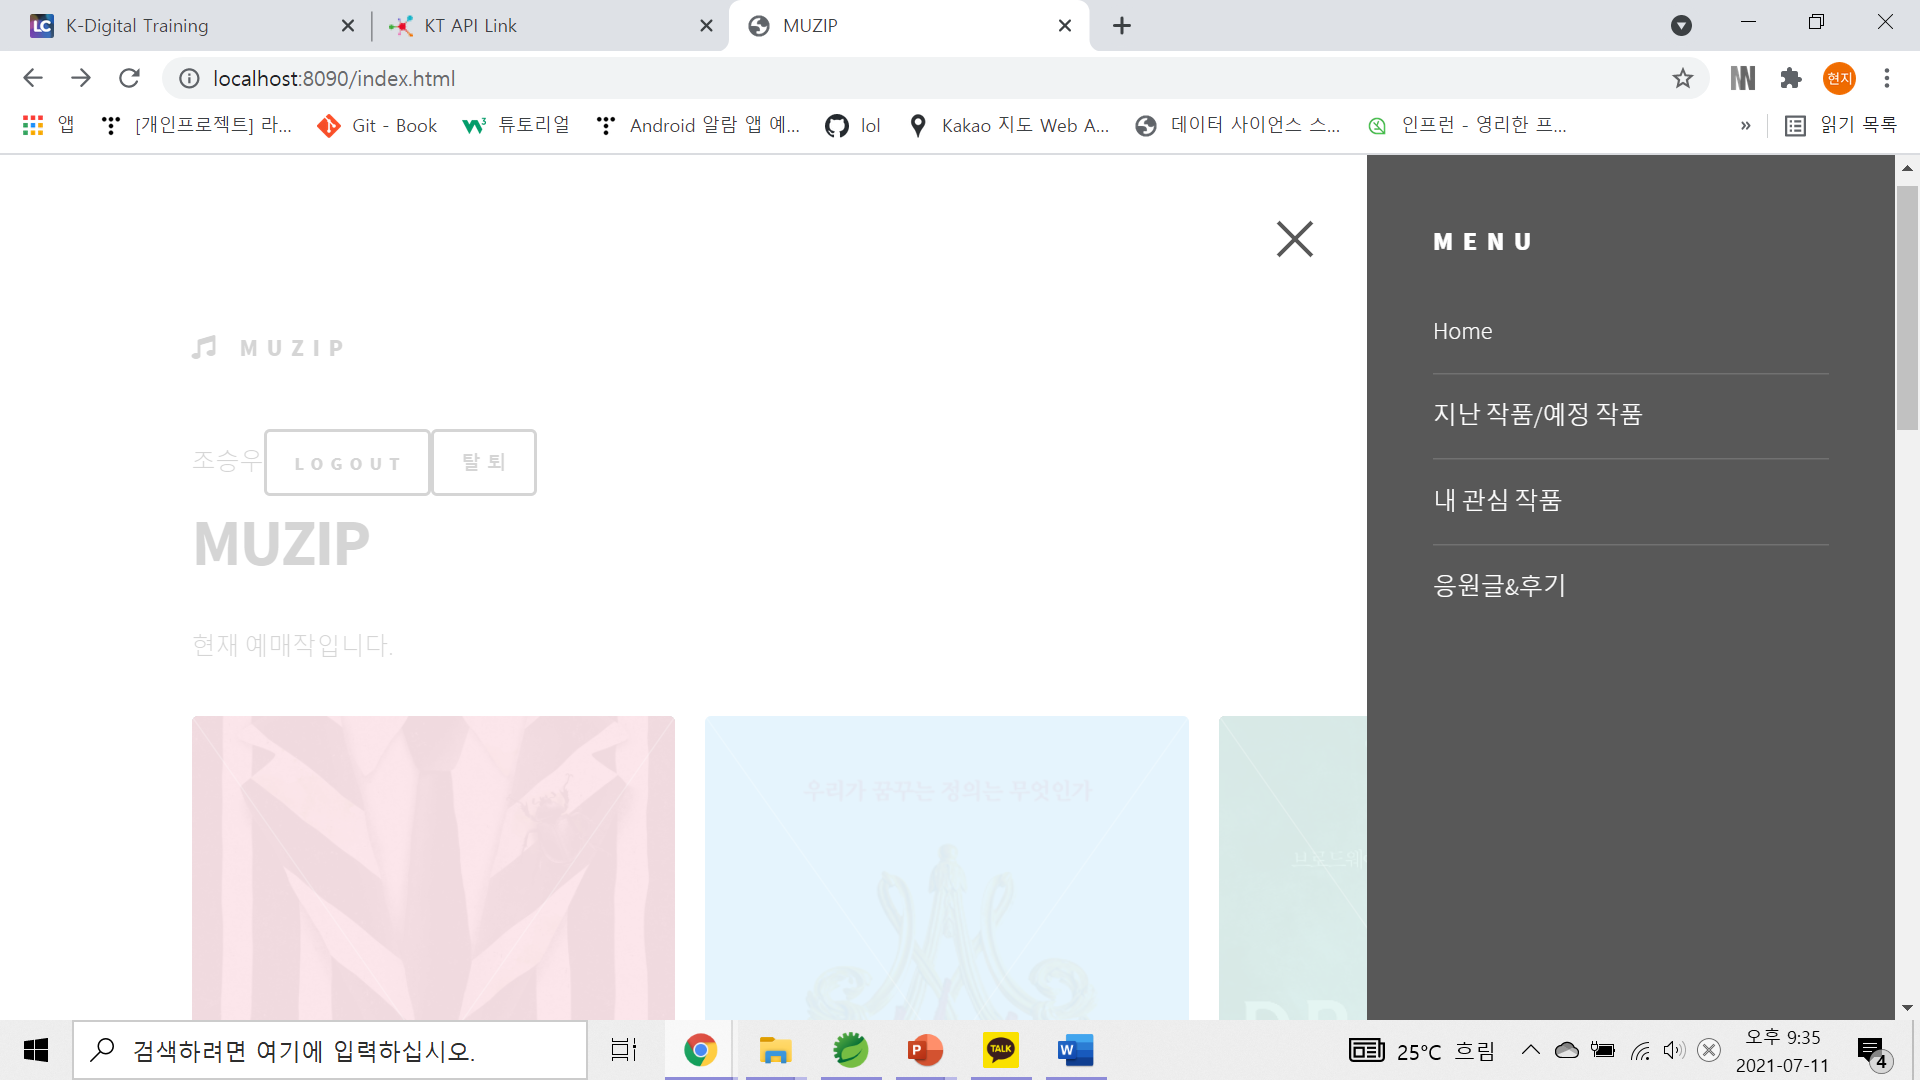 K-Digital Training
KT API Link
MUZIP
localhost:8090/index.html
현지
앱
[개인프로젝트] 라...
Git - Book
튜토리얼
Android 알람 앱 예...
lol
Kakao 지도 Web A...
데이터 사이언스 스...
인프런 - 영리한 프...
»
읽기 목록
MUZIP
조승우
LOGOUT
탈퇴
MUZIP
현재 예매작입니다.
우리가 꿈꾸는 정의는 무엇인가
MENU
Home
지난 작품/예정 작품
내 관심 작품
응원글&후기
검색하려면 여기에 입력하십시오.
TALK
25°C 흐림
오후 9:35
2021-07-11
4